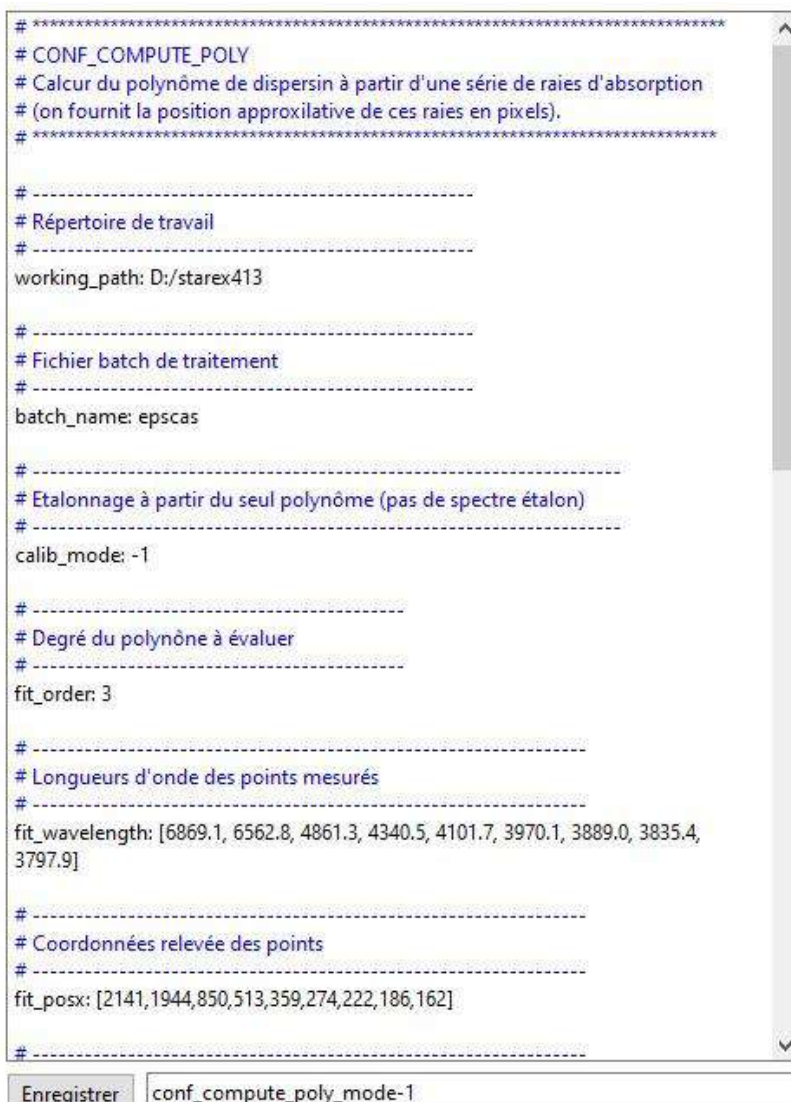 # ********************************************************************************
# CONF_COMPUTE_POLY
# Calcur du polynôme de dispersin à partir d'une série de raies d'absorption
# (on fournit la position approxilative de ces raies en pixels).
# *******************************************************************************
# ---------------------------------------------------
# Répertoire de travail
# ---------------------------------------------------
working_path: D:/starex413
# ---------------------------------------------------
# Fichier batch de traitement
# ---------------------------------------------------
batch_name: epscas
# --------------------------------------------------------------------
# Etalonnage à partir du seul polynôme (pas de spectre étalon)
# --------------------------------------------------------------------
calib_mode: -1
# -------------------------------------------
# Degré du polynône à évaluer
# -------------------------------------------
fit_order: 3
# ----------------------------------------------------------------
# Longueurs d'onde des points mesurés
# ----------------------------------------------------------------
fit_wavelength: [6869.1, 6562.8, 4861.3, 4340.5, 4101.7, 3970.1, 3889.0, 3835.4,
3797.9]
# ----------------------------------------------------------------
# Coordonnées relevée des points
# ----------------------------------------------------------------
fit_posx: [2141,1944,850,513,359,274,222,186,162]
# ----------------------------------------------------------------
Enregistrer conf_compute_poly_mode-1